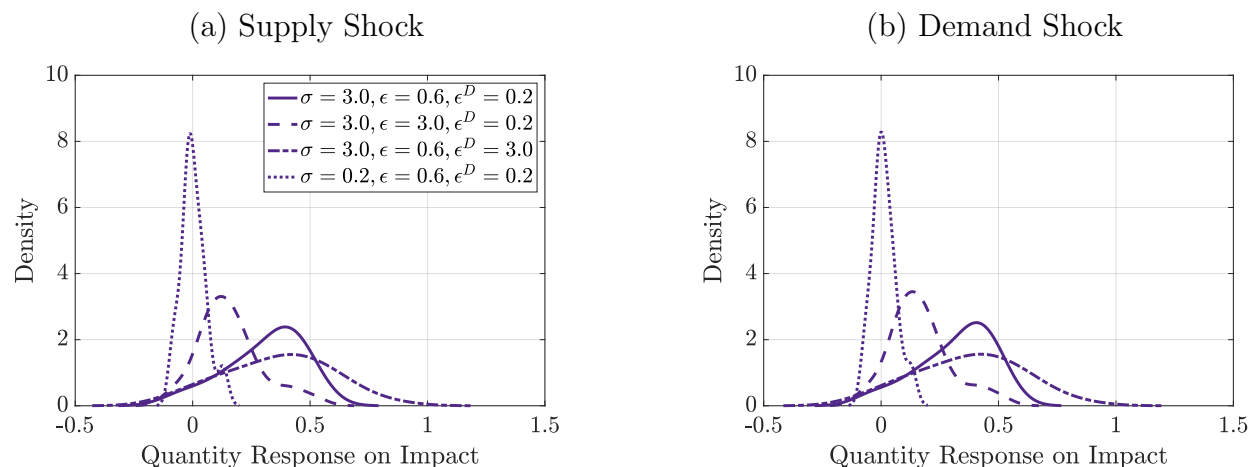 (a) Supply Shock
10
8
6
4
2
0
-0.5
0
0.5
1
1.5
Density
Quantity Response on Impact
σ = 3.0, ϵ = 0.6, ϵ^D = 0.2
σ = 3.0, ϵ = 3.0, ϵ^D = 0.2
σ = 3.0, ϵ = 0.6, ϵ^D = 3.0
σ = 0.2, ϵ = 0.6, ϵ^D = 0.2
(b) Demand Shock
10
8
6
4
2
0
-0.5
0
0.5
1
1.5
Density
Quantity Response on Impact